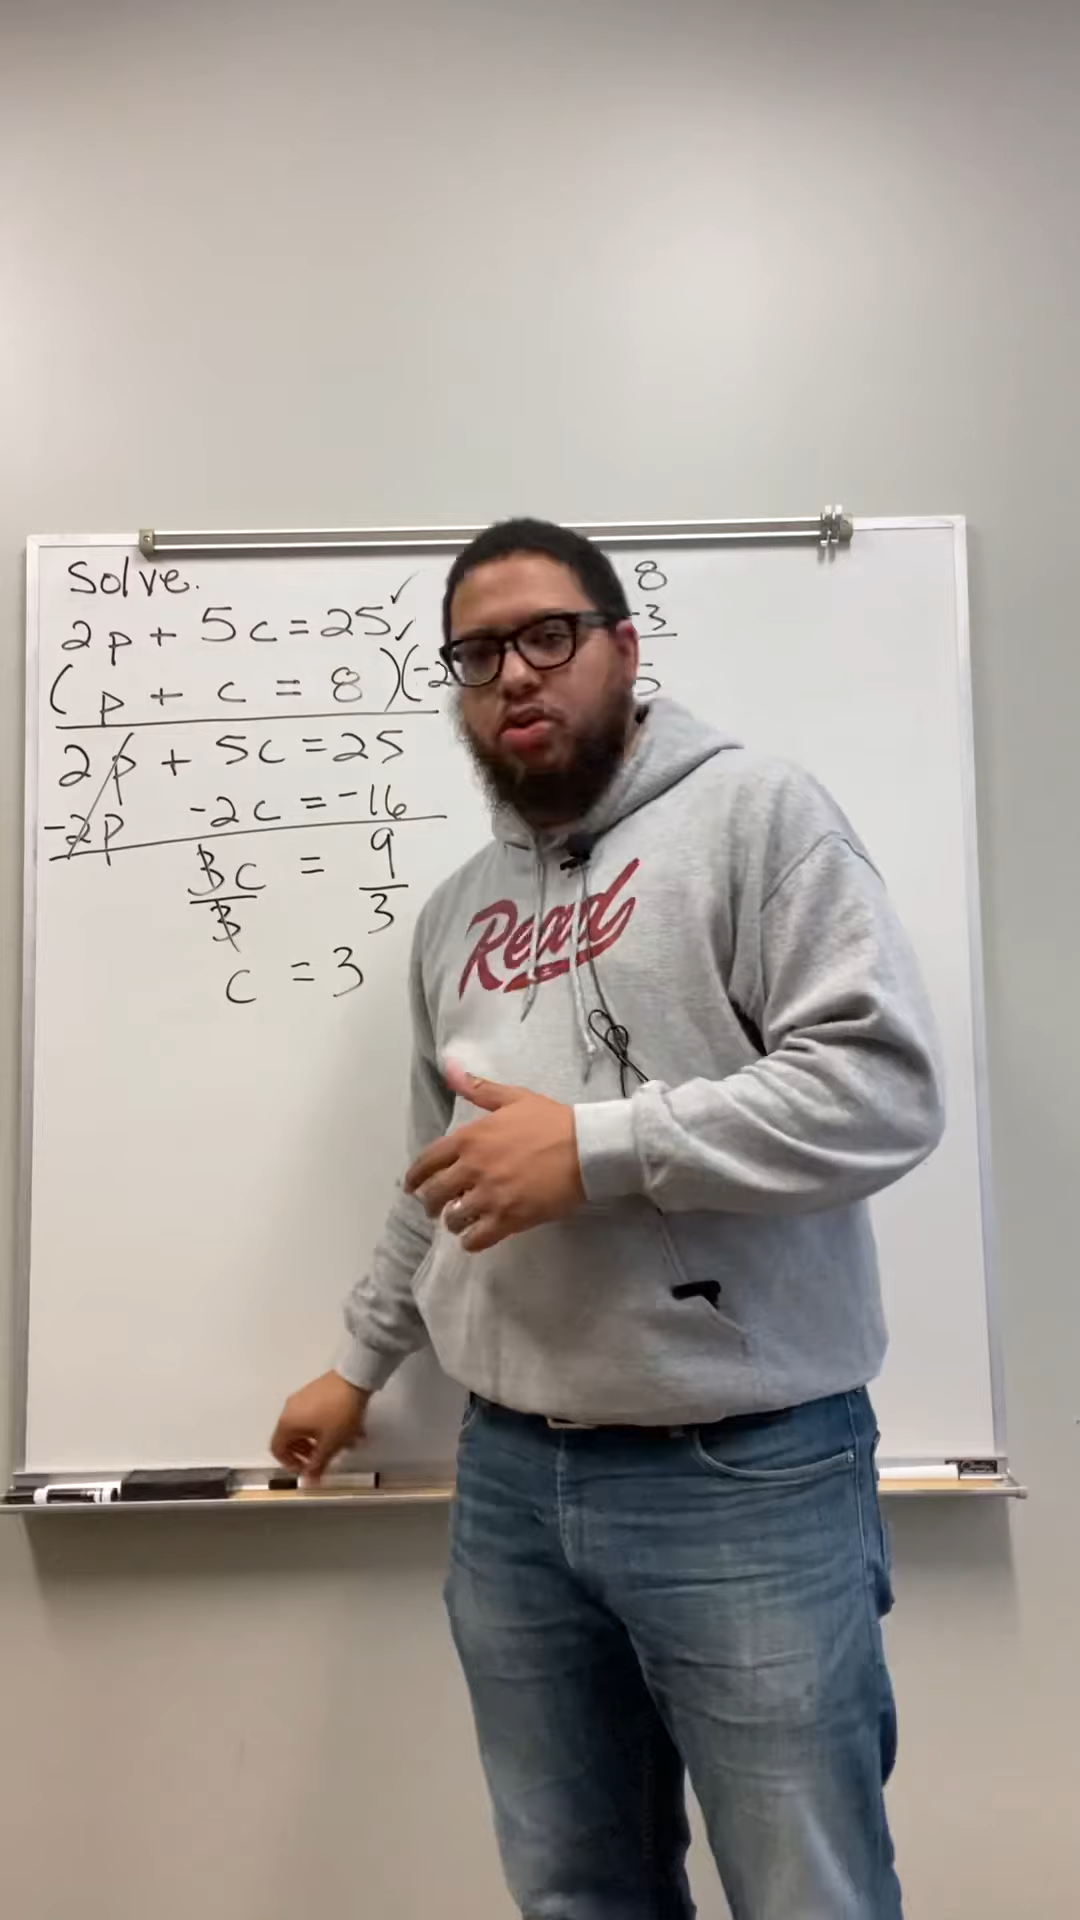 Solve.
2p + 5c = 25 ✓
(p + c = 8)(-2
2p + 5c = 25
-2p -2c = -16
3c = 9
3 3
c = 3
8
-3
5
Read